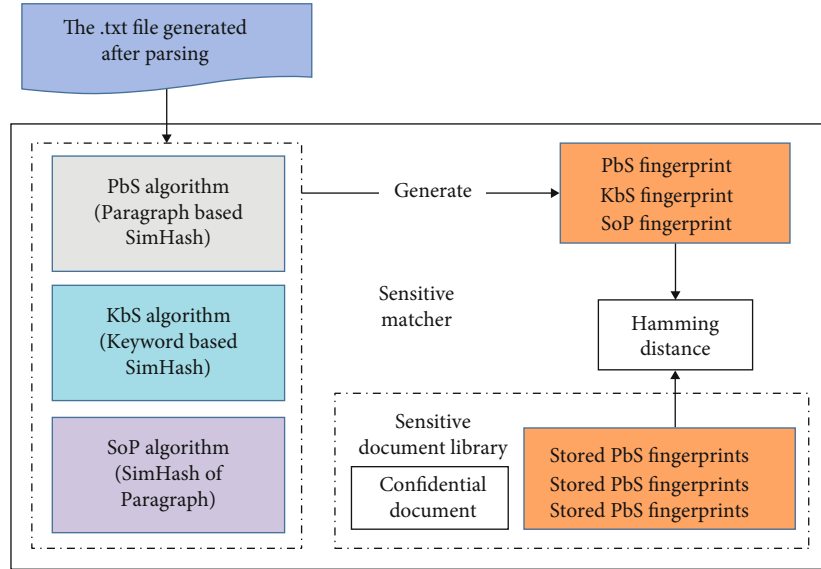 The .txt file generated
after parsing
PbS algorithm
(Paragraph based
SimHash)
KbS algorithm
(Keyword based
SimHash)
SoP algorithm
(SimHash of
Paragraph)
Generate
PbS fingerprint
KbS fingerprint
SoP fingerprint
Sensitive
matcher
Hamming
distance
Sensitive
document library
Confidential
document
Stored PbS fingerprints
Stored PbS fingerprints
Stored PbS fingerprints